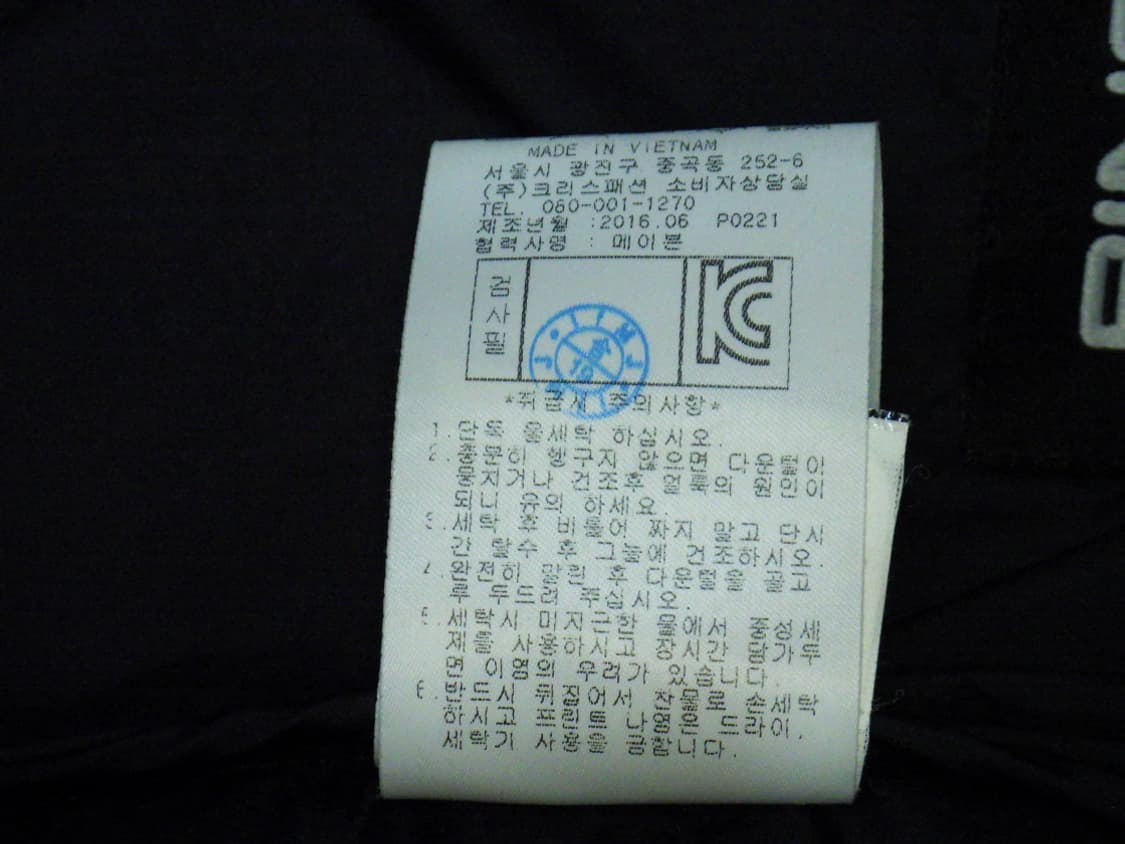 MADE IN VIETNAM
서울시 광진구 중곡동 252-6
(주)크리스패션 소비자상담실
TEL. 080-001-1270
제조년월 :2016.06 P0221
협력사명 : 메이븐
검사필
KC
*취급시 주의사항*
1. 단독 울세탁 하십시오.
2. 충분히 헹구지 않으면 다운털이
뭉치거나 건조후 얼룩의 원인이
되니 유의 하세요.
3. 세탁 후 비틀어 짜지 말고 단시
간 탈수 후 그늘에 건조하시오.
4. 완전히 말린 후 다운털을 골고
루 두드려 주십시오.
5. 세탁시 미지근한 물에서 중성세
제를 사용하시고 장시간 담가두
면 이염의 우려가 있습니다.
6. 반드시 뒤집어서 찬물로 손세탁
하시고 프린트 나염은 드라이,
세탁기 사용을 금합니다.